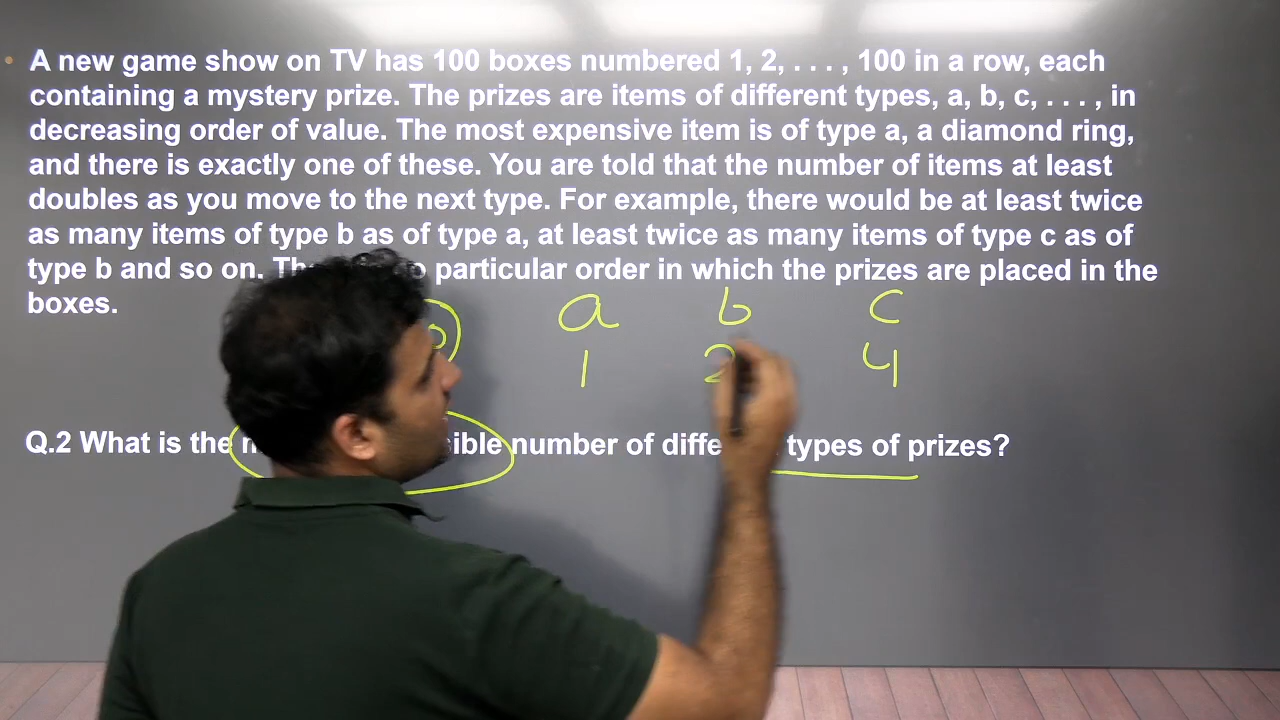 • A new game show on TV has 100 boxes numbered 1, 2, . . . , 100 in a row, each
containing a mystery prize. The prizes are items of different types, a, b, c, . . . , in
decreasing order of value. The most expensive item is of type a, a diamond ring,
and there is exactly one of these. You are told that the number of items at least
doubles as you move to the next type. For example, there would be at least twice
as many items of type b as of type a, at least twice as many items of type c as of
type b and so on. particular order in which the prizes are placed in the
boxes.
a b c
1 2 4
Q.2 What is the number of types of prizes?